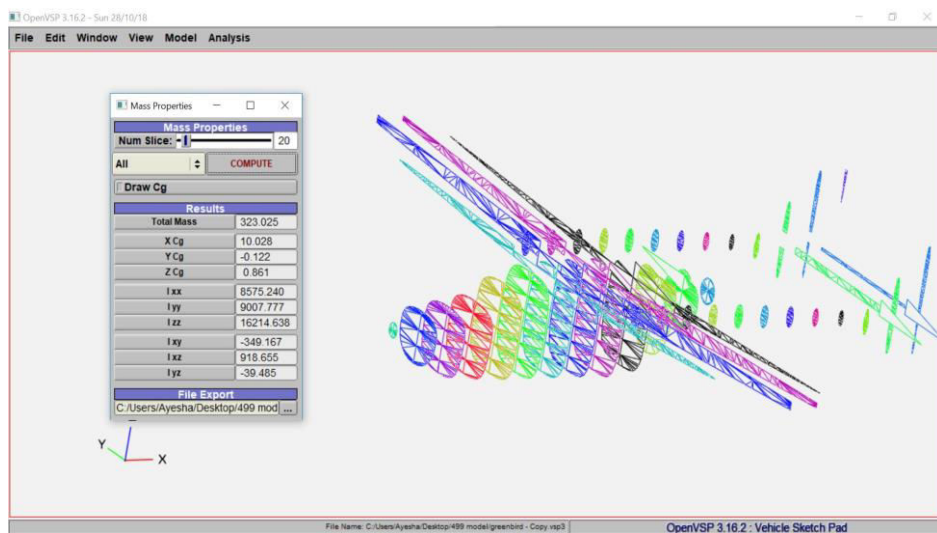 OpenVSP 3.16.2 - Sun 28/10/18
File Edit Window View Model Analysis
Mass Properties
Mass Properties
Num Slice: 20
All COMPUTE
Draw Cg
Results
Total Mass 323.025
X Cg 10.028
Y Cg -0.122
Z Cg 0.861
I xx 8575.240
I yy 9007.777
I zz 16214.638
I xy -349.167
I xz 918.655
I yz -39.485
File Export
C:/Users/Ayesha/Desktop/499 mod ...
Y X
File Name: C:/Users/Ayesha/Desktop/499 model/greenbird - Copy.vsp3
OpenVSP 3.16.2 : Vehicle Sketch Pad